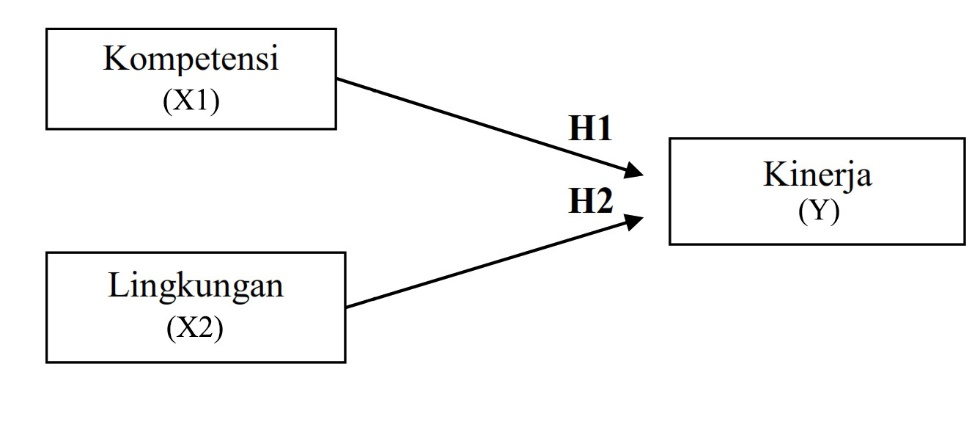 Kompetensi
(X1)
H1
Kinerja
(Y)
H2
Lingkungan
(X2)